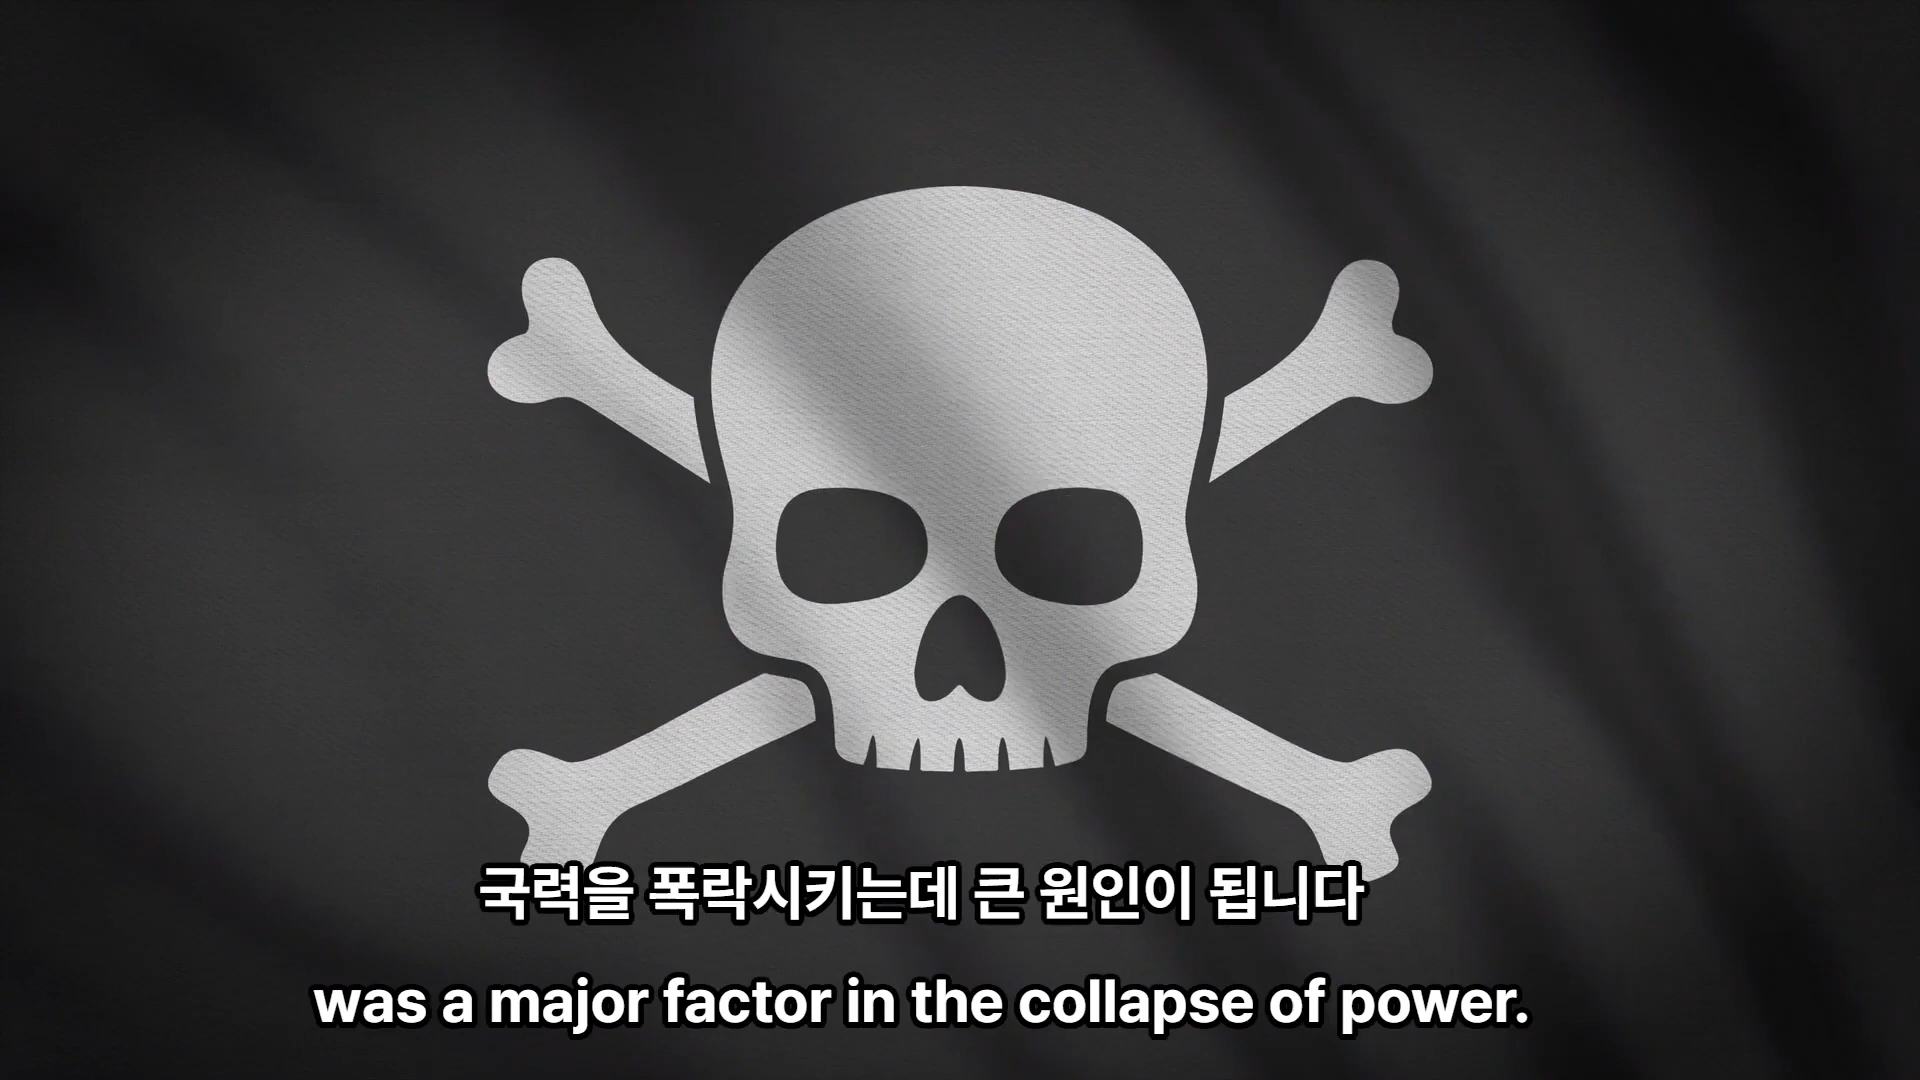 국력을 폭락시키는데 큰 원인이 됩니다
was a major factor in the collapse of power.